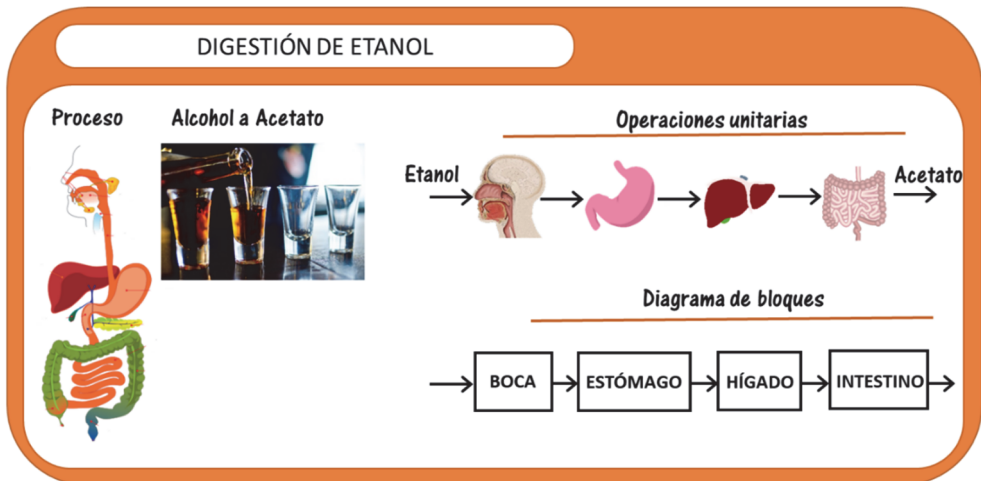 DIGESTIÓN DE ETANOL
Proceso
Alcohol a Acetato
Operaciones unitarias
Etanol
Acetato
Diagrama de bloques
BOCA
ESTÓMAGO
HÍGADO
INTESTINO